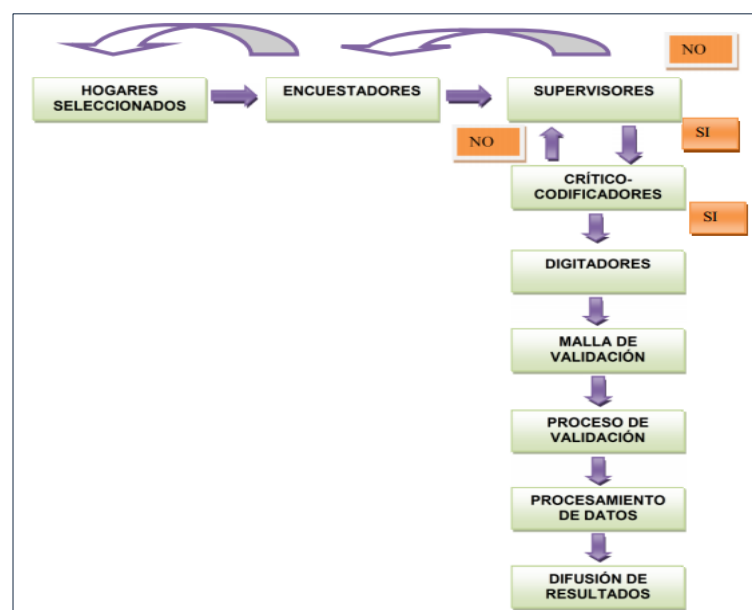 NO
HOGARES
SELECCIONADOS
ENCUESTADORES
SUPERVISORES
NO
SI
CRÍTICO-
CODIFICADORES
SI
DIGITADORES
MALLA DE
VALIDACIÓN
PROCESO DE
VALIDACIÓN
PROCESAMIENTO
DE DATOS
DIFUSIÓN DE
RESULTADOS